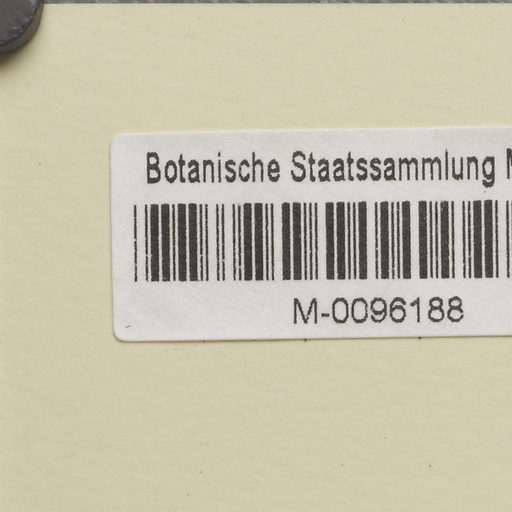 Botanische Staatssammlung
M-0096188